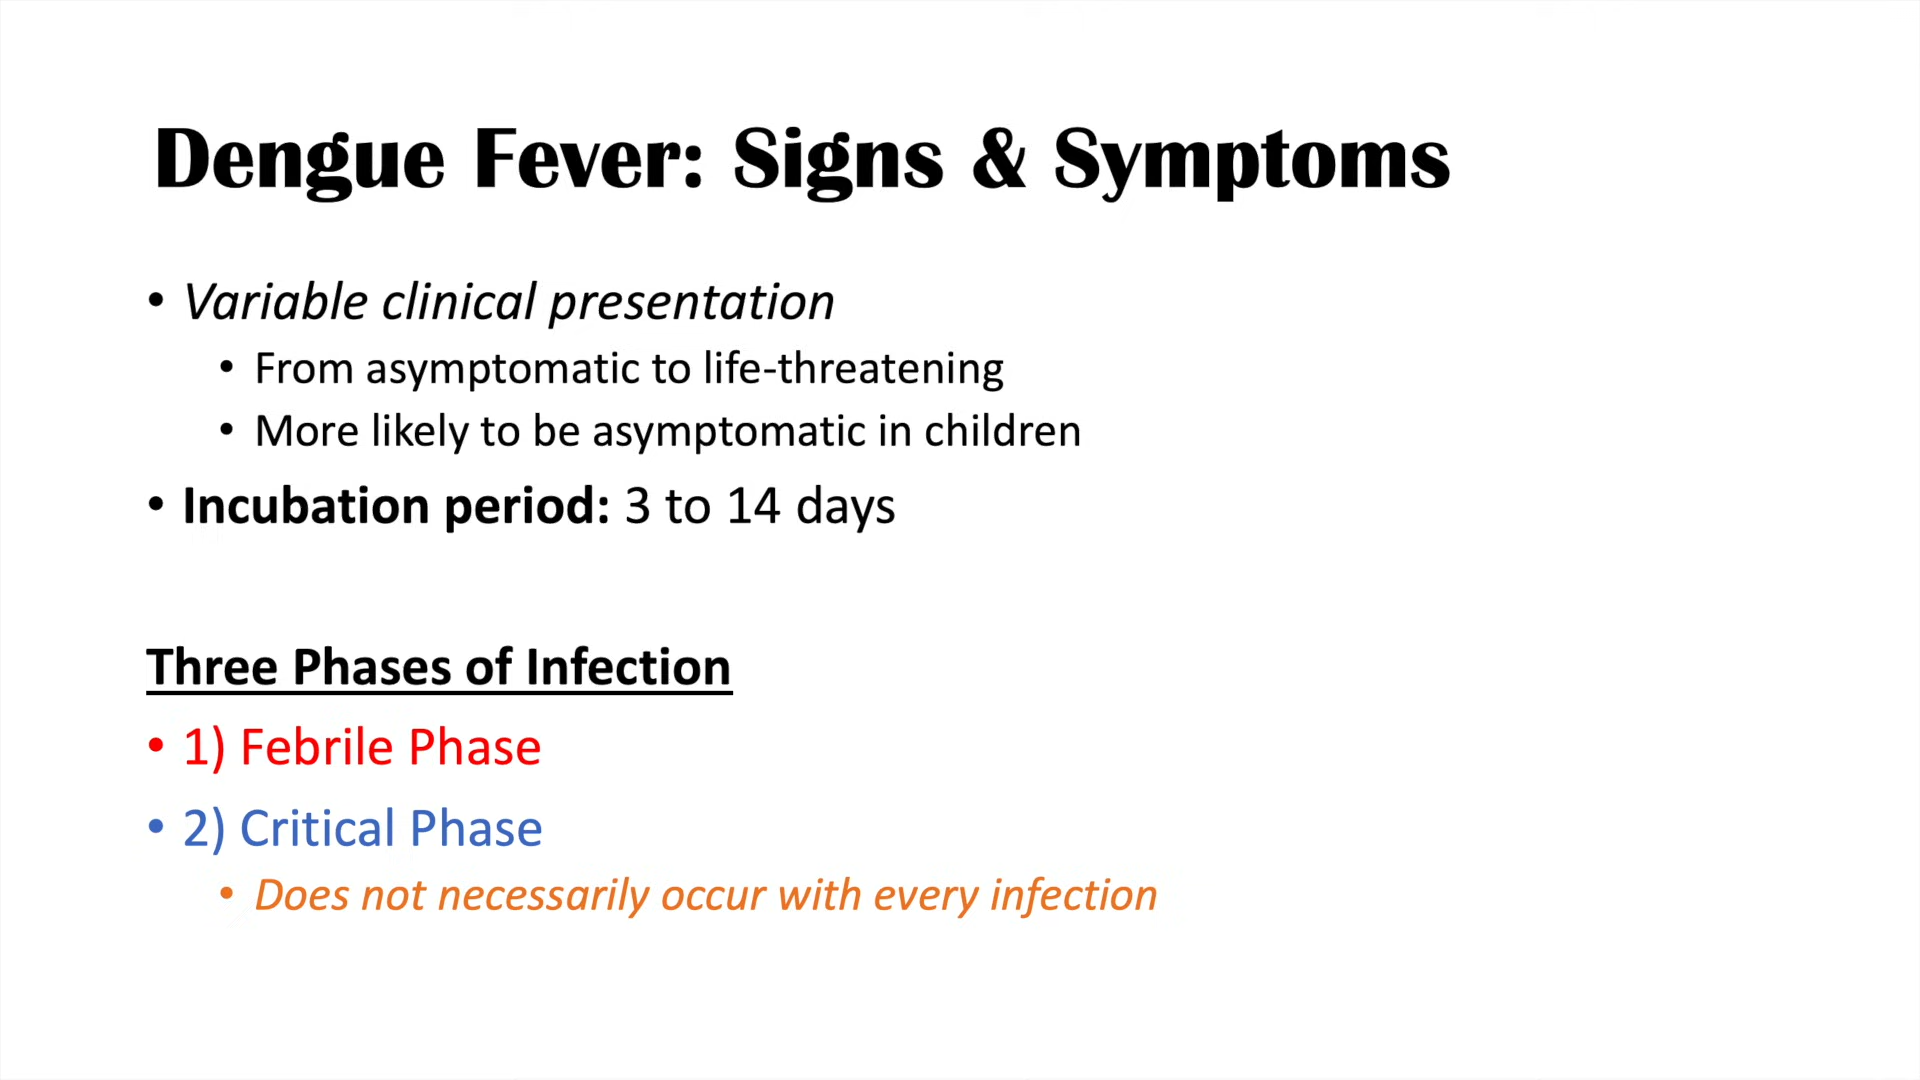 Dengue Fever: Signs & Symptoms
• Variable clinical presentation
• From asymptomatic to life-threatening
• More likely to be asymptomatic in children
• Incubation period: 3 to 14 days
Three Phases of Infection
• 1) Febrile Phase
• 2) Critical Phase
• Does not necessarily occur with every infection